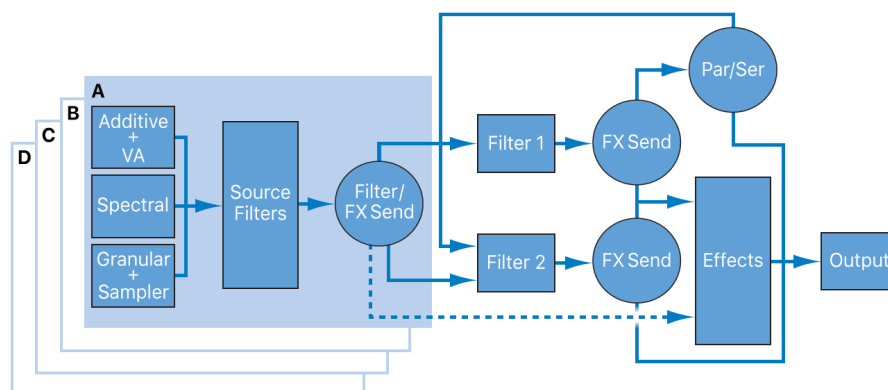 A
B
C
D
Additive
+
VA
Spectral
Granular
+
Sampler
Source
Filters
Filter/
FX Send
Filter 1
FX Send
Par/Ser
Filter 2
FX Send
Effects
Output